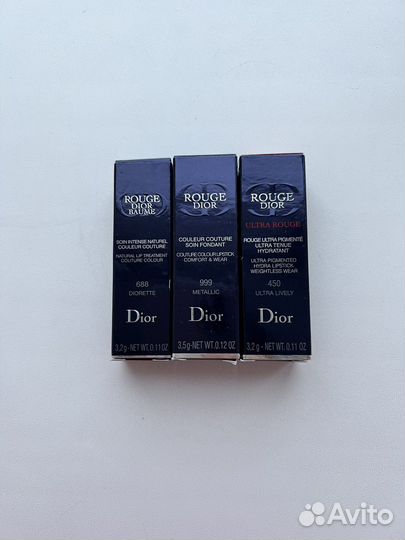 ROUGE
DIOR
BAUME
SOIN INTENSE NATUREL
COULEUR COUTURE
NATURAL LIP TREATMENT
COUTURE COLOUR
688
DIORETTE
Dior
3,2g-NET WT.0.11 OZ
ROUGE
DIOR
COULEUR COUTURE
SOIN FONDANT
COUTURE COLOUR LIPSTICK
COMFORT & WEAR
999
METALLIC
Dior
3,5g-NET WT.0.12 OZ
ROUGE
DIOR
ULTRA ROUGE
ROUGE ULTRA PIGMENTÉ
ULTRA TENUE
HYDRATANT
ULTRA PIGMENTED
HYDRA LIPSTICK
WEIGHTLESS WEAR
450
ULTRA LIVELY
Dior
3,2 g - NET WT. 0.11 OZ
Avito